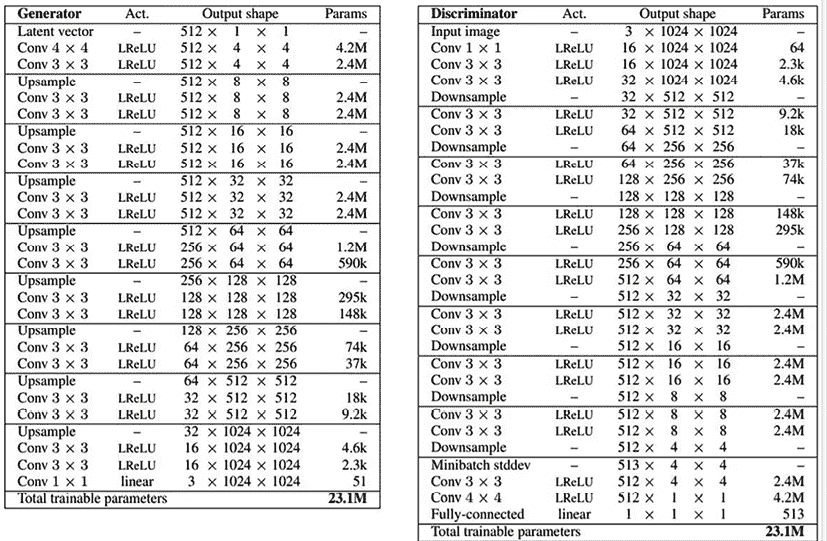 Generator Act. Output shape Params
Latent vector – 512 × 1 × 1 –
Conv 4 × 4 LReLU 512 × 4 × 4 4.2M
Conv 3 × 3 LReLU 512 × 4 × 4 2.4M
Upsample – 512 × 8 × 8 –
Conv 3 × 3 LReLU 512 × 8 × 8 2.4M
Conv 3 × 3 LReLU 512 × 8 × 8 2.4M
Upsample – 512 × 16 × 16 –
Conv 3 × 3 LReLU 512 × 16 × 16 2.4M
Conv 3 × 3 LReLU 512 × 16 × 16 2.4M
Upsample – 512 × 32 × 32 –
Conv 3 × 3 LReLU 512 × 32 × 32 2.4M
Conv 3 × 3 LReLU 512 × 32 × 32 2.4M
Upsample – 512 × 64 × 64 –
Conv 3 × 3 LReLU 256 × 64 × 64 1.2M
Conv 3 × 3 LReLU 256 × 64 × 64 590k
Upsample – 256 × 128 × 128 –
Conv 3 × 3 LReLU 128 × 128 × 128 295k
Conv 3 × 3 LReLU 128 × 128 × 128 148k
Upsample – 128 × 256 × 256 –
Conv 3 × 3 LReLU 64 × 256 × 256 74k
Conv 3 × 3 LReLU 64 × 256 × 256 37k
Upsample – 64 × 512 × 512 –
Conv 3 × 3 LReLU 32 × 512 × 512 18k
Conv 3 × 3 LReLU 32 × 512 × 512 9.2k
Upsample – 32 × 1024 × 1024 –
Conv 3 × 3 LReLU 16 × 1024 × 1024 4.6k
Conv 3 × 3 LReLU 16 × 1024 × 1024 2.3k
Conv 1 × 1 linear 3 × 1024 × 1024 51
Total trainable parameters 23.1M
Discriminator Act. Output shape Params
Input image – 3 × 1024 × 1024 –
Conv 1 × 1 LReLU 16 × 1024 × 1024 64
Conv 3 × 3 LReLU 16 × 1024 × 1024 2.3k
Conv 3 × 3 LReLU 32 × 1024 × 1024 4.6k
Downsample – 32 × 512 × 512 –
Conv 3 × 3 LReLU 32 × 512 × 512 9.2k
Conv 3 × 3 LReLU 64 × 512 × 512 18k
Downsample – 64 × 256 × 256 –
Conv 3 × 3 LReLU 64 × 256 × 256 37k
Conv 3 × 3 LReLU 128 × 256 × 256 74k
Downsample – 128 × 128 × 128 –
Conv 3 × 3 LReLU 128 × 128 × 128 148k
Conv 3 × 3 LReLU 256 × 128 × 128 295k
Downsample – 256 × 64 × 64 –
Conv 3 × 3 LReLU 256 × 64 × 64 590k
Conv 3 × 3 LReLU 512 × 64 × 64 1.2M
Downsample – 512 × 32 × 32 –
Conv 3 × 3 LReLU 512 × 32 × 32 2.4M
Conv 3 × 3 LReLU 512 × 32 × 32 2.4M
Downsample – 512 × 16 × 16 –
Conv 3 × 3 LReLU 512 × 16 × 16 2.4M
Conv 3 × 3 LReLU 512 × 16 × 16 2.4M
Downsample – 512 × 8 × 8 –
Conv 3 × 3 LReLU 512 × 8 × 8 2.4M
Conv 3 × 3 LReLU 512 × 8 × 8 2.4M
Downsample – 512 × 4 × 4 –
Minibatch stddev – 513 × 4 × 4 –
Conv 3 × 3 LReLU 512 × 4 × 4 2.4M
Conv 4 × 4 LReLU 512 × 1 × 1 4.2M
Fully-connected linear 1 × 1 × 1 513
Total trainable parameters 23.1M